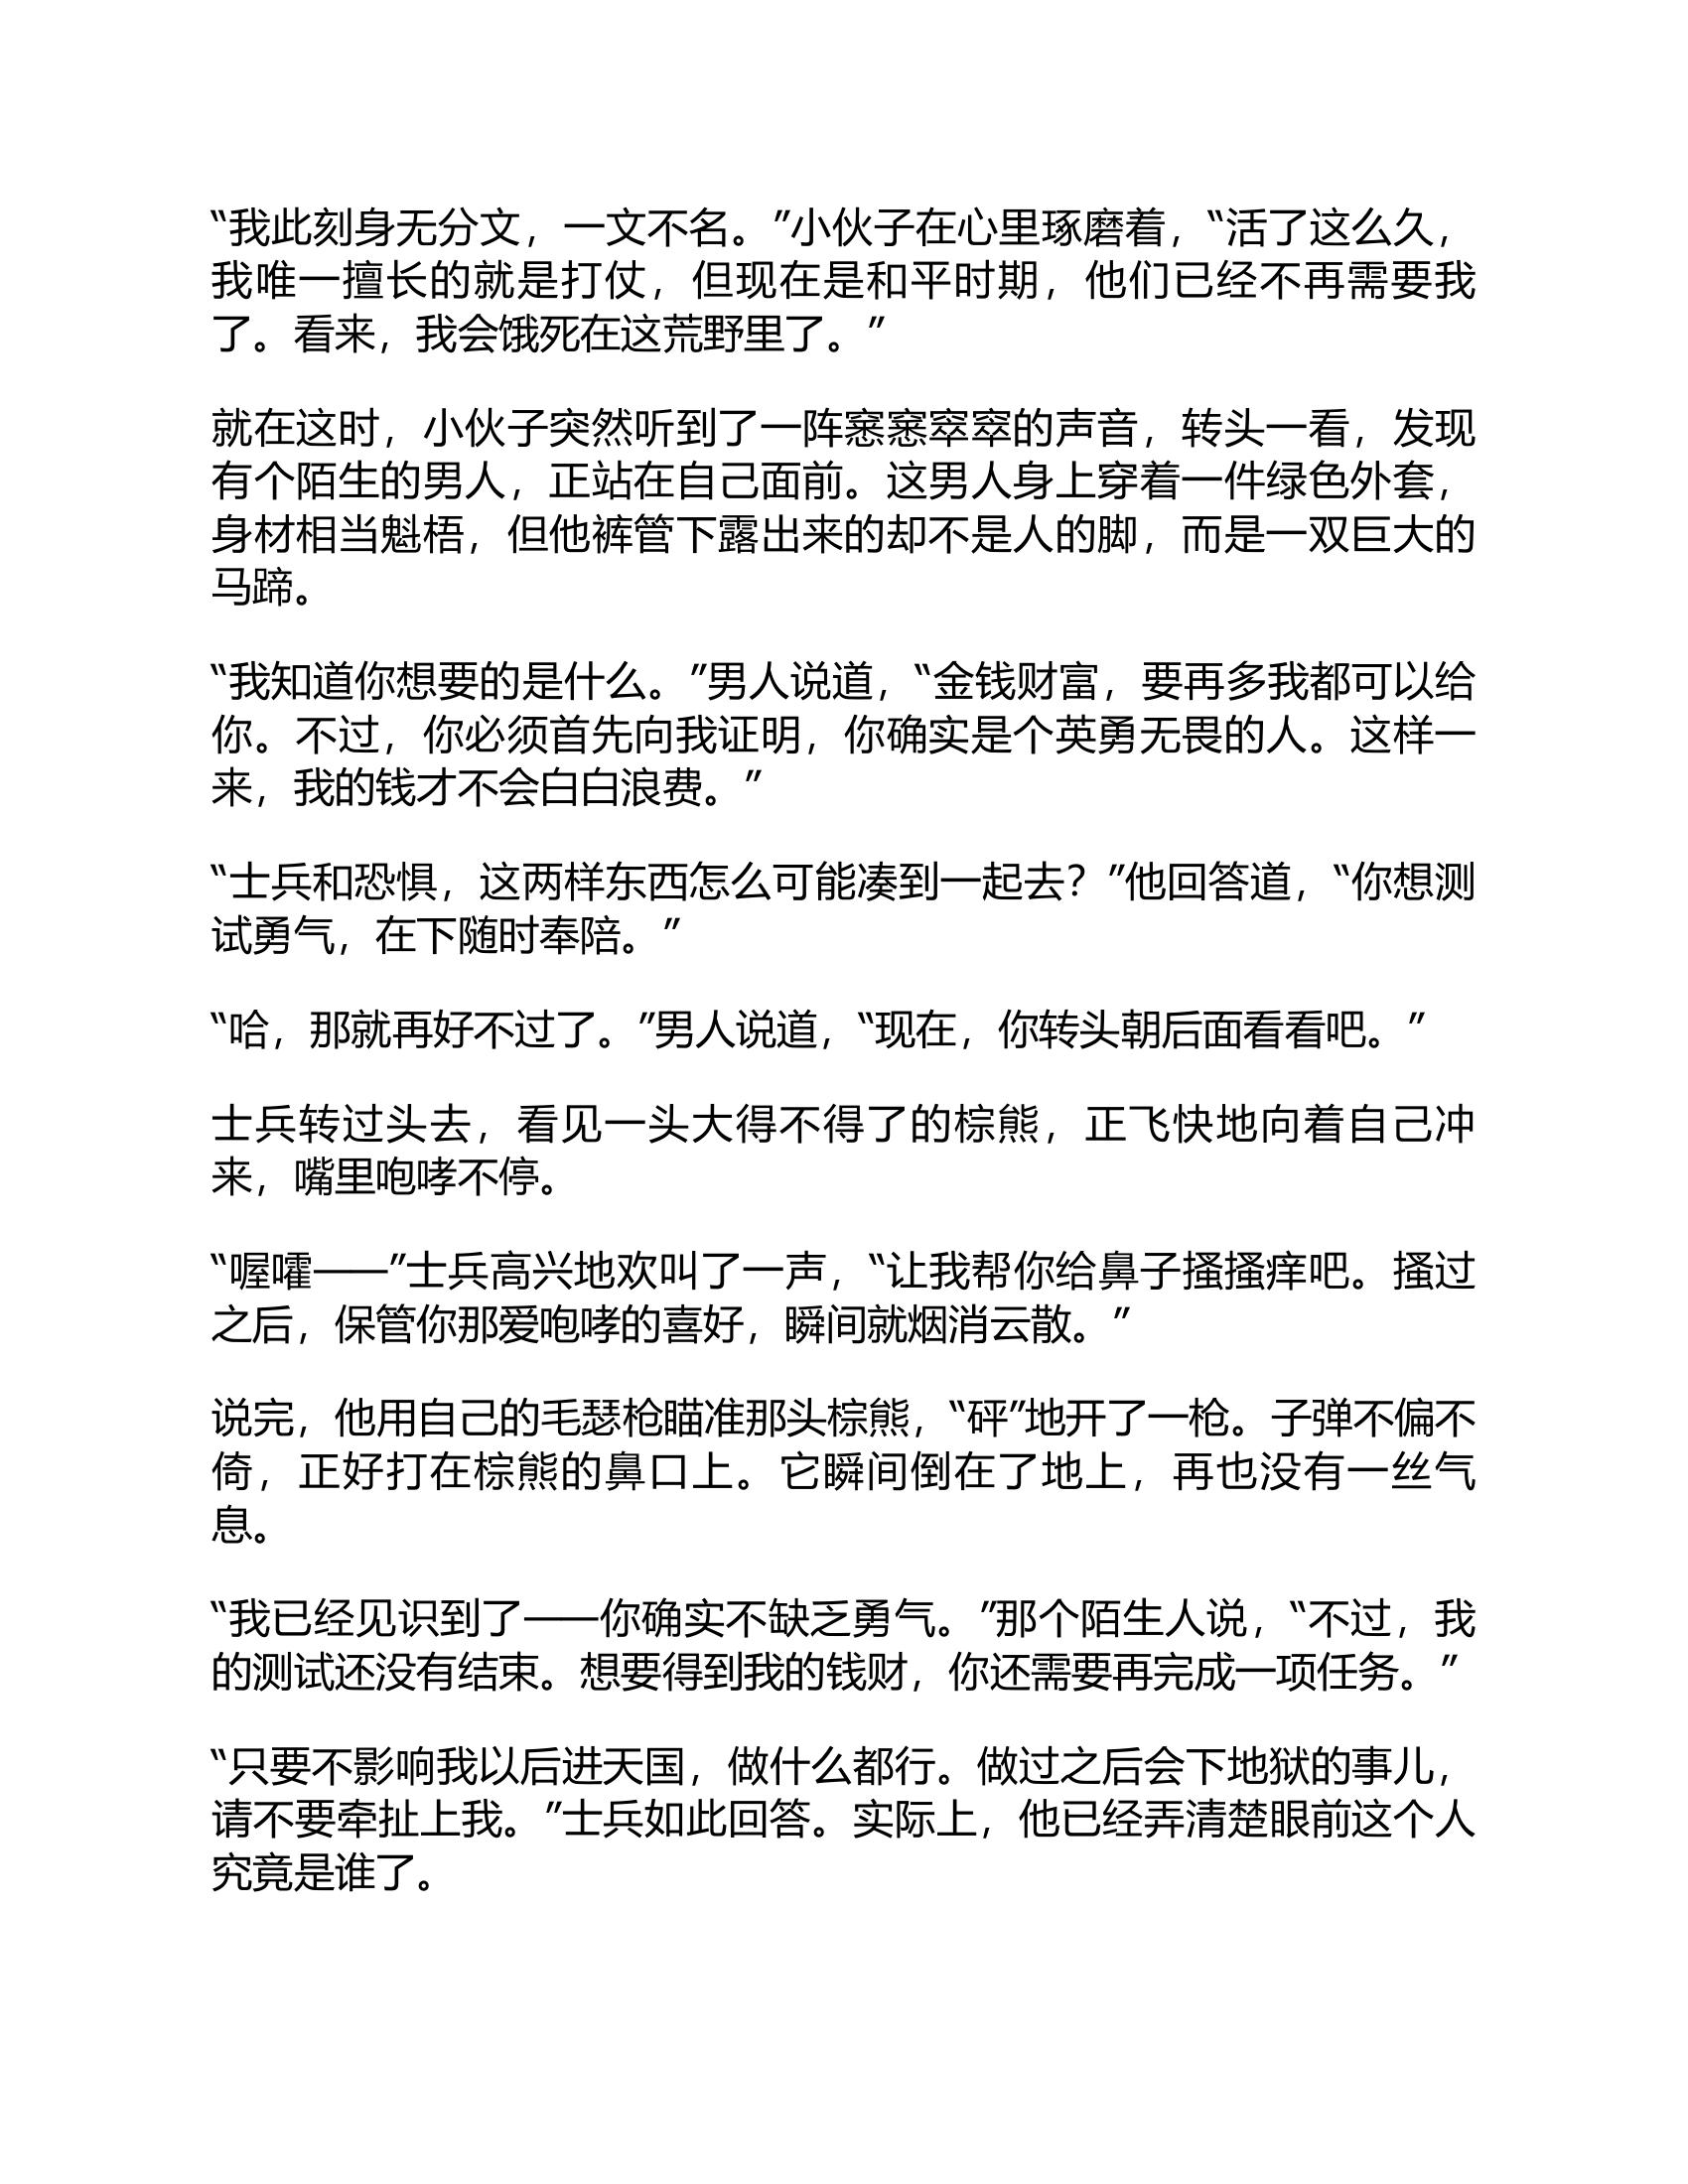 “我此刻身无分文，一文不名。”小伙子在心里琢磨着，“活了这么久，
我唯一擅长的就是打仗，但现在是和平时期，他们已经不再需要我
了。看来，我会饿死在这荒野里了。”
就在这时，小伙子突然听到了一阵窸窸窣窣的声音，转头一看，发现
有个陌生的男人，正站在自己面前。这男人身上穿着一件绿色外套，
身材相当魁梧，但他裤管下露出来的却不是人的脚，而是一双巨大的
马蹄。
“我知道你想要的是什么。”男人说道，“金钱财富，要再多我都可以给
你。不过，你必须首先向我证明，你确实是个英勇无畏的人。这样一
来，我的钱才不会白白浪费。”
“士兵和恐惧，这两样东西怎么可能凑到一起去？”他回答道，“你想测
试勇气，在下随时奉陪。”
“哈，那就再好不过了。”男人说道，“现在，你转头朝后面看看吧。”
士兵转过头去，看见一头大得不得了的棕熊，正飞快地向着自己冲
来，嘴里咆哮不停。
“喔嚯——”士兵高兴地欢叫了一声，“让我帮你给鼻子搔搔痒吧。搔过
之后，保管你那爱咆哮的喜好，瞬间就烟消云散。”
说完，他用自己的毛瑟枪瞄准那头棕熊，“砰”地开了一枪。子弹不偏不
倚，正好打在棕熊的鼻口上。它瞬间倒在了地上，再也没有一丝气
息。
“我已经见识到了——你确实不缺乏勇气。”那个陌生人说，“不过，我
的测试还没有结束。想要得到我的钱财，你还需要再完成一项任务。”
“只要不影响我以后进天国，做什么都行。做过之后会下地狱的事儿，
请不要牵扯上我。”士兵如此回答。实际上，他已经弄清楚眼前这个人
究竟是谁了。